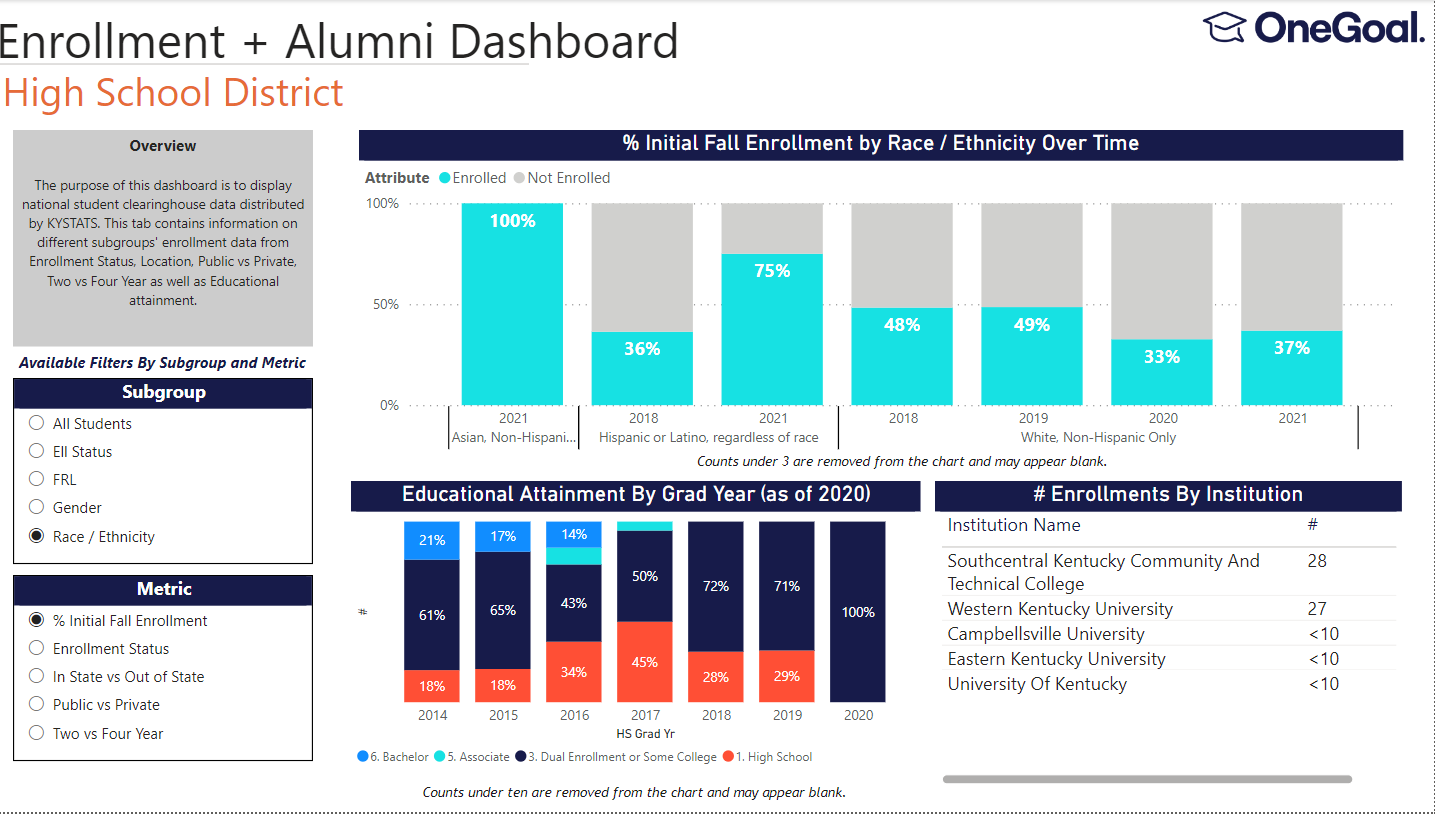 Enrollment + Alumni Dashboard
OneGoal.
High School District
Overview
The purpose of this dashboard is to display
national student clearinghouse data distributed
by KYSTATS. This tab contains information on
different subgroups' enrollment data from
Enrollment Status, Location, Public vs Private,
Two vs Four Year as well as Educational
attainment.
Available Filters By Subgroup and Metric
Subgroup
All Students
Ell Status
FRL
Gender
Race / Ethnicity
Metric
% Initial Fall Enrollment
Enrollment Status
In State vs Out of State
Public vs Private
Two vs Four Year
% Initial Fall Enrollment by Race / Ethnicity Over Time
Attribute Enrolled Not Enrolled
100%
50%
0%
100%
36%
75%
48%
49%
33%
37%
2021 2018 2021 2018 2019 2020 2021
Asian, Non-Hispani... Hispanic or Latino, regardless of race White, Non-Hispanic Only
Counts under 3 are removed from the chart and may appear blank.
Educational Attainment By Grad Year (as of 2020)
#
21% 17% 14%
61% 65% 43% 50% 72% 71% 100%
18% 18% 34% 45% 28% 29%
2014 2015 2016 2017 2018 2019 2020
HS Grad Yr
6. Bachelor 5. Associate 3. Dual Enrollment or Some College 1. High School
Counts under ten are removed from the chart and may appear blank.
# Enrollments By Institution
Institution Name #
Southcentral Kentucky Community And 28
Technical College
Western Kentucky University 27
Campbellsville University <10
Eastern Kentucky University <10
University Of Kentucky <10